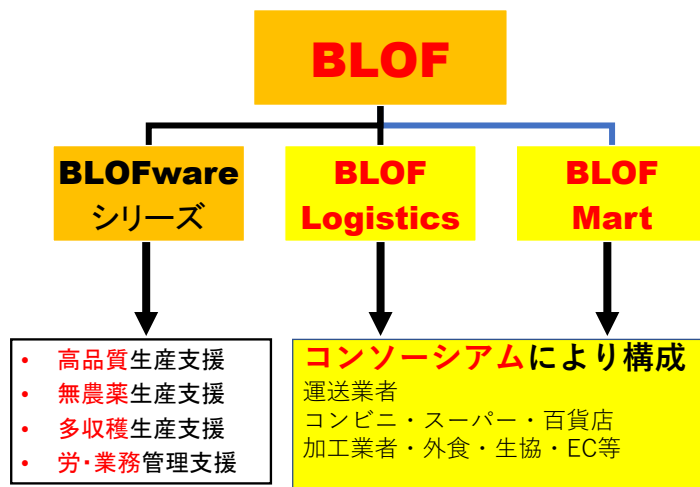 BLOF
BLOFware
シリーズ
BLOF
Logistics
BLOF
Mart
• 高品質生産支援
• 無農薬生産支援
• 多収穫生産支援
• 労・業務管理支援
コンソーシアムにより構成
運送業者
コンビニ・スーパー・百貨店
加工業者・外食・生協・EC等